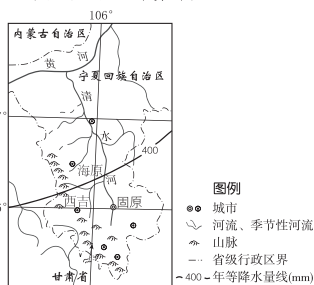 106°
内蒙古自治区
黄
河
宁夏回族自治区
清
水
400
海原
河
西吉
固原
甘肃省
图例
城市
河流、季节性河流
山脉
省级行政区界
400 年等降水量线(mm)